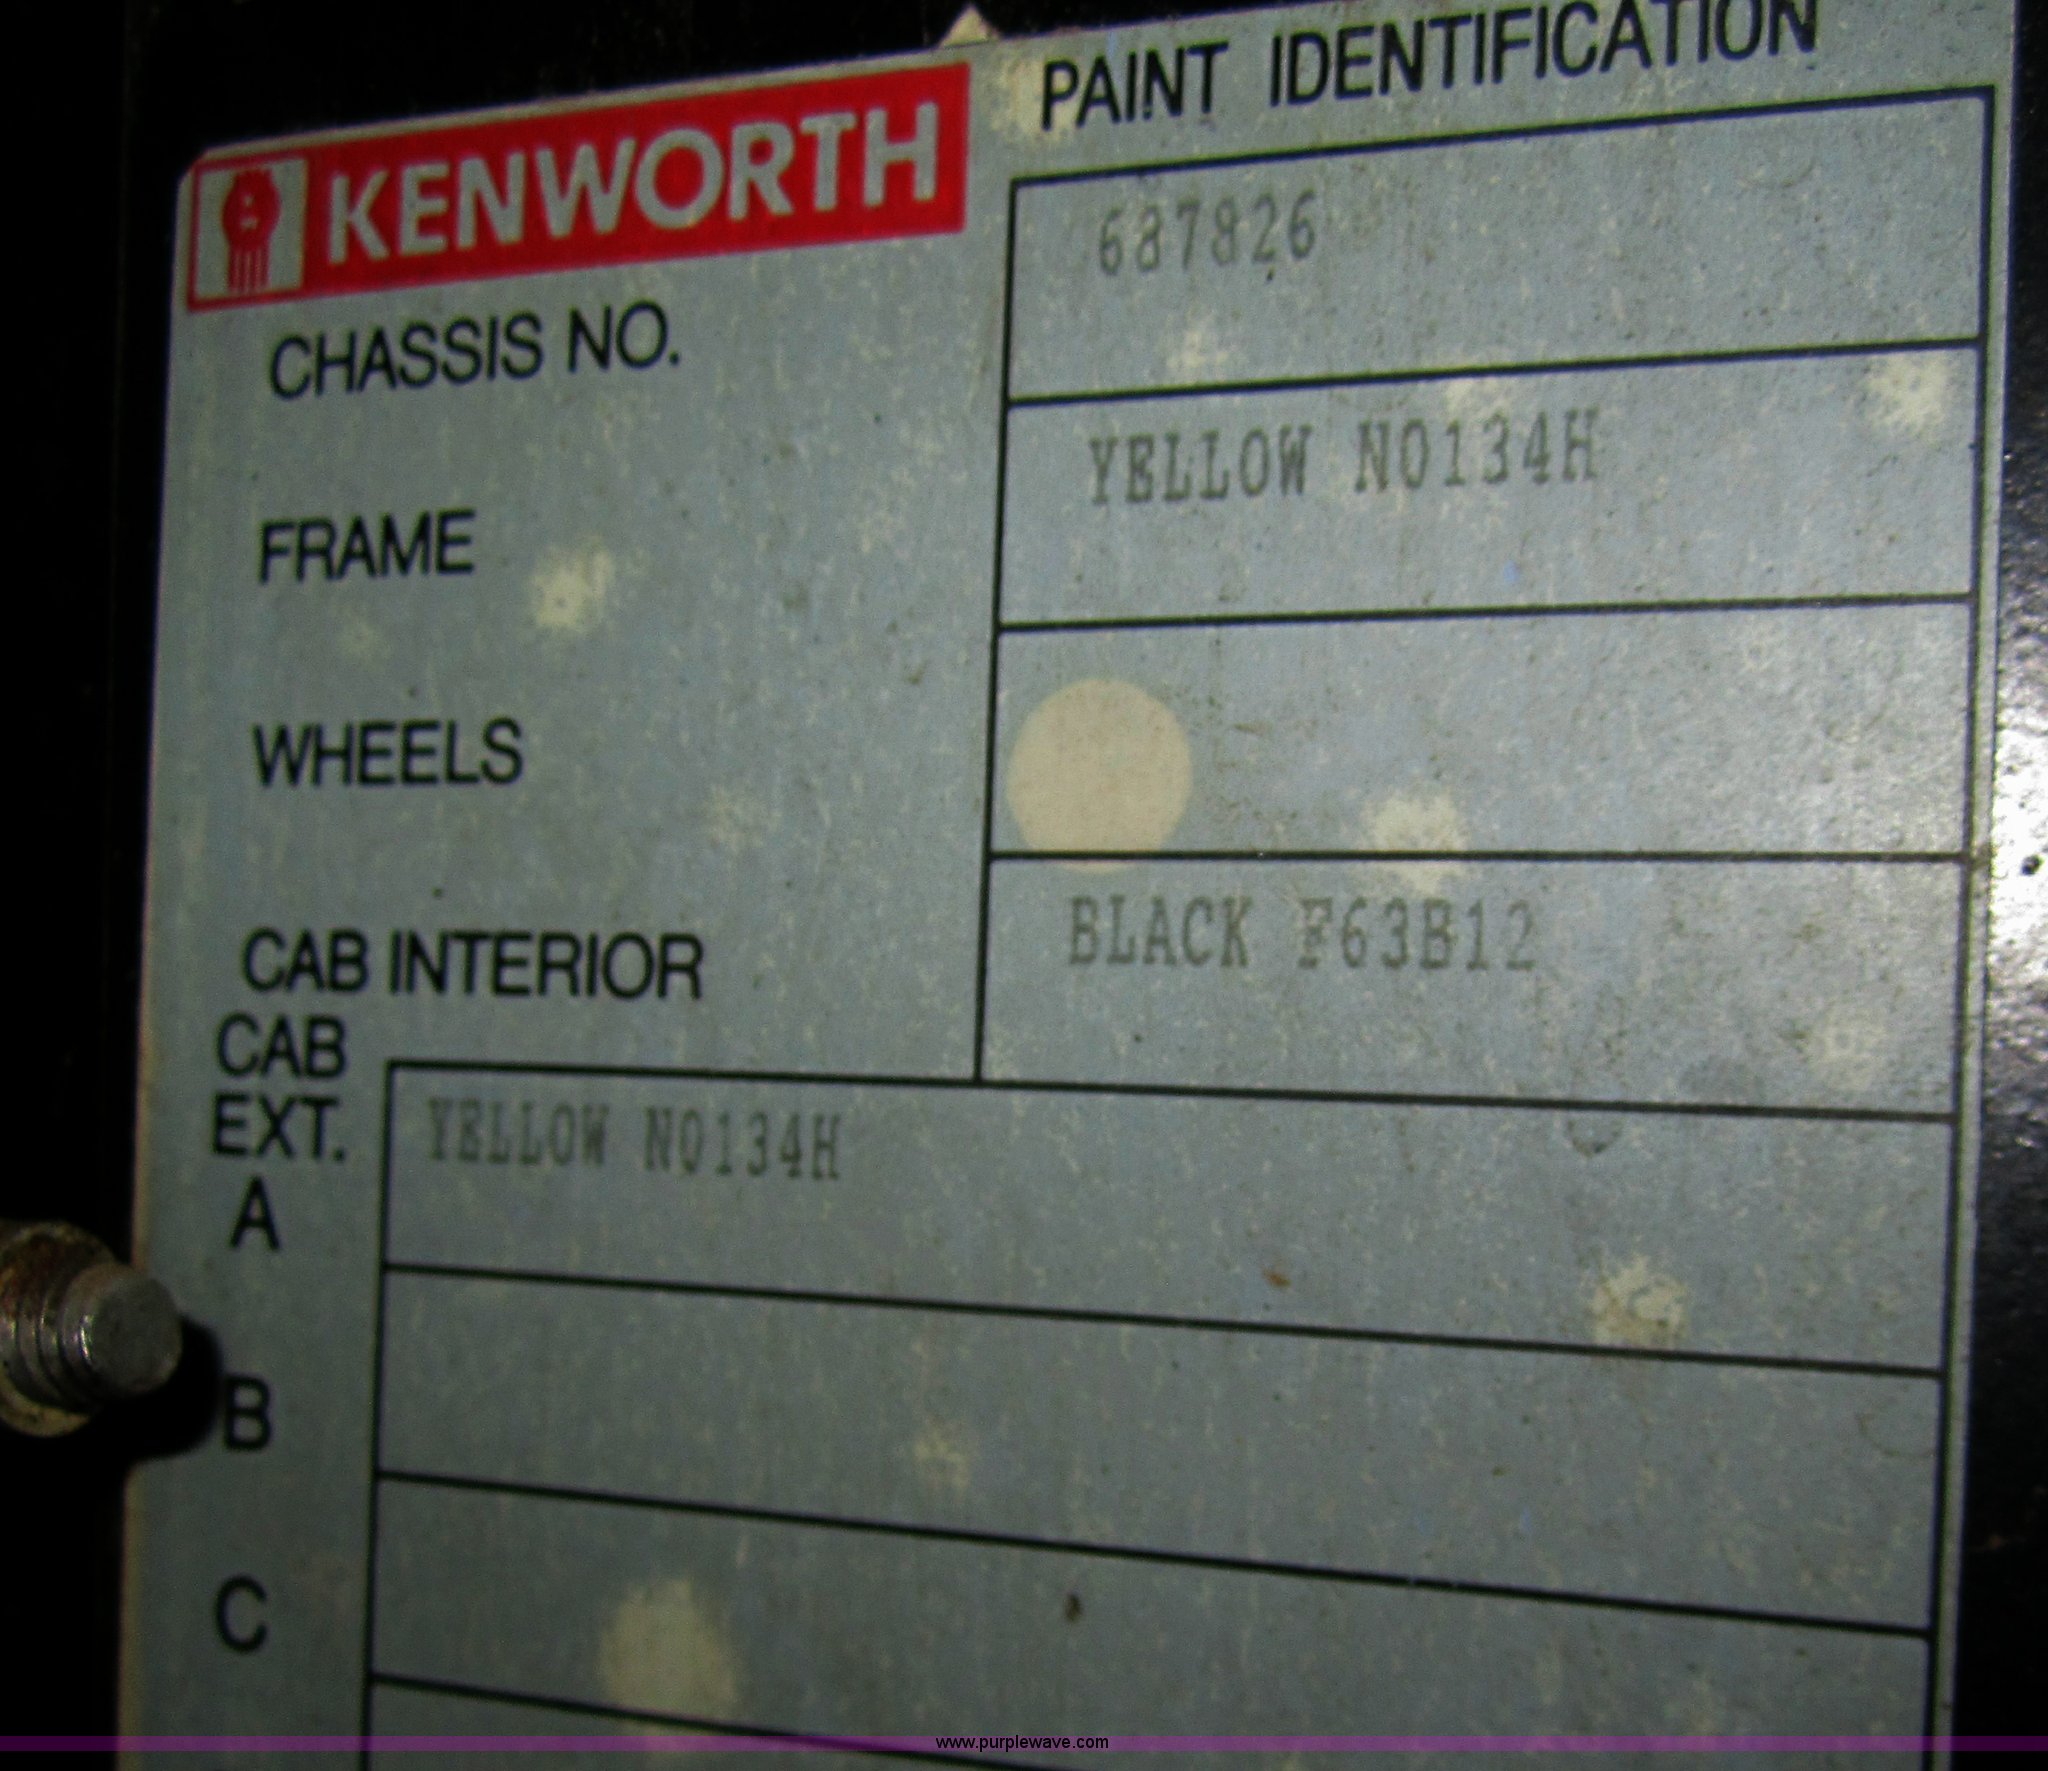 KENWORTH PAINT IDENTIFICATION
CHASSIS NO. 687826
FRAME YELLOW N0134H
WHEELS
CAB INTERIOR BLACK F63B12
CAB
EXT.
A YELLOW N0134H
B
C
www.purplewave.com